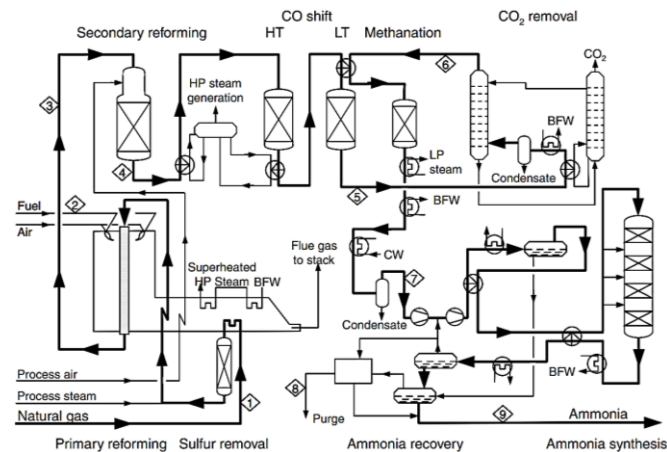 CO shift
CO₂ removal
Secondary reforming
HT
LT
Methanation
CO₂
6
3
HP steam
generation
BFW
4
LP
steam
Condensate
5
2
Fuel
Air
BFW
Flue gas
to stack
Superheated
HP Steam BFW
CW
7
Condensate
Process air
Process steam
Natural gas
1
8
Purge
BFW
9
Ammonia
Primary reforming
Sulfur removal
Ammonia recovery
Ammonia synthesis